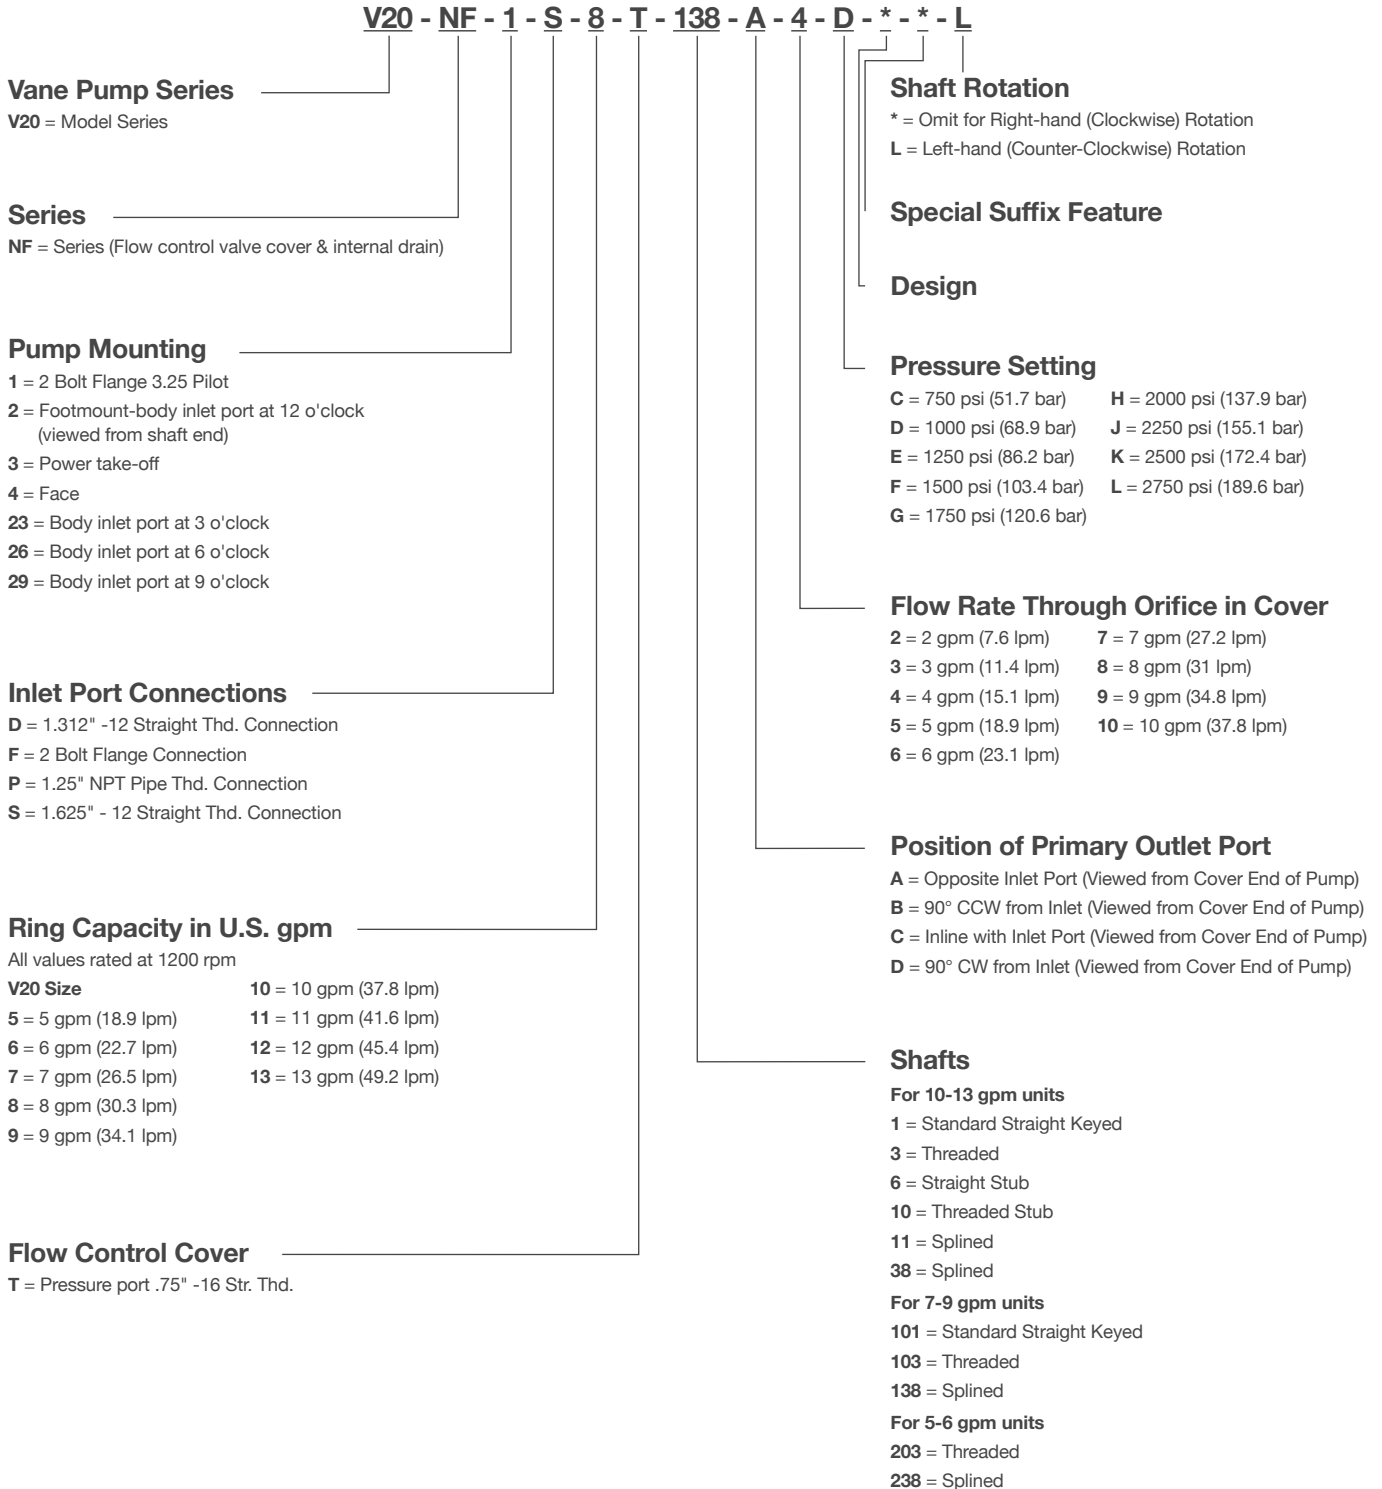 V20 - NF - 1 - S - 8 - T - 138 - A - 4 - D - * - * - L
Vane Pump Series
V20 = Model Series
Series
NF = Series (Flow control valve cover & internal drain)
Pump Mounting
1 = 2 Bolt Flange 3.25 Pilot
2 = Footmount-body inlet port at 12 o'clock
(viewed from shaft end)
3 = Power take-off
4 = Face
23 = Body inlet port at 3 o'clock
26 = Body inlet port at 6 o'clock
29 = Body inlet port at 9 o'clock
Inlet Port Connections
D = 1.312" -12 Straight Thd. Connection
F = 2 Bolt Flange Connection
P = 1.25" NPT Pipe Thd. Connection
S = 1.625" - 12 Straight Thd. Connection
Ring Capacity in U.S. gpm
All values rated at 1200 rpm
V20 Size
5 = 5 gpm (18.9 lpm)
6 = 6 gpm (22.7 lpm)
7 = 7 gpm (26.5 lpm)
8 = 8 gpm (30.3 lpm)
9 = 9 gpm (34.1 lpm)
10 = 10 gpm (37.8 lpm)
11 = 11 gpm (41.6 lpm)
12 = 12 gpm (45.4 lpm)
13 = 13 gpm (49.2 lpm)
Flow Control Cover
T = Pressure port .75" -16 Str. Thd.
Shaft Rotation
* = Omit for Right-hand (Clockwise) Rotation
L = Left-hand (Counter-Clockwise) Rotation
Special Suffix Feature
Design
Pressure Setting
C = 750 psi (51.7 bar)
D = 1000 psi (68.9 bar)
E = 1250 psi (86.2 bar)
F = 1500 psi (103.4 bar)
G = 1750 psi (120.6 bar)
H = 2000 psi (137.9 bar)
J = 2250 psi (155.1 bar)
K = 2500 psi (172.4 bar)
L = 2750 psi (189.6 bar)
Flow Rate Through Orifice in Cover
2 = 2 gpm (7.6 lpm)
3 = 3 gpm (11.4 lpm)
4 = 4 gpm (15.1 lpm)
5 = 5 gpm (18.9 lpm)
6 = 6 gpm (23.1 lpm)
7 = 7 gpm (27.2 lpm)
8 = 8 gpm (31 lpm)
9 = 9 gpm (34.8 lpm)
10 = 10 gpm (37.8 lpm)
Position of Primary Outlet Port
A = Opposite Inlet Port (Viewed from Cover End of Pump)
B = 90° CCW from Inlet (Viewed from Cover End of Pump)
C = Inline with Inlet Port (Viewed from Cover End of Pump)
D = 90° CW from Inlet (Viewed from Cover End of Pump)
Shafts
For 10-13 gpm units
1 = Standard Straight Keyed
3 = Threaded
6 = Straight Stub
10 = Threaded Stub
11 = Splined
38 = Splined
For 7-9 gpm units
101 = Standard Straight Keyed
103 = Threaded
138 = Splined
For 5-6 gpm units
203 = Threaded
238 = Splined